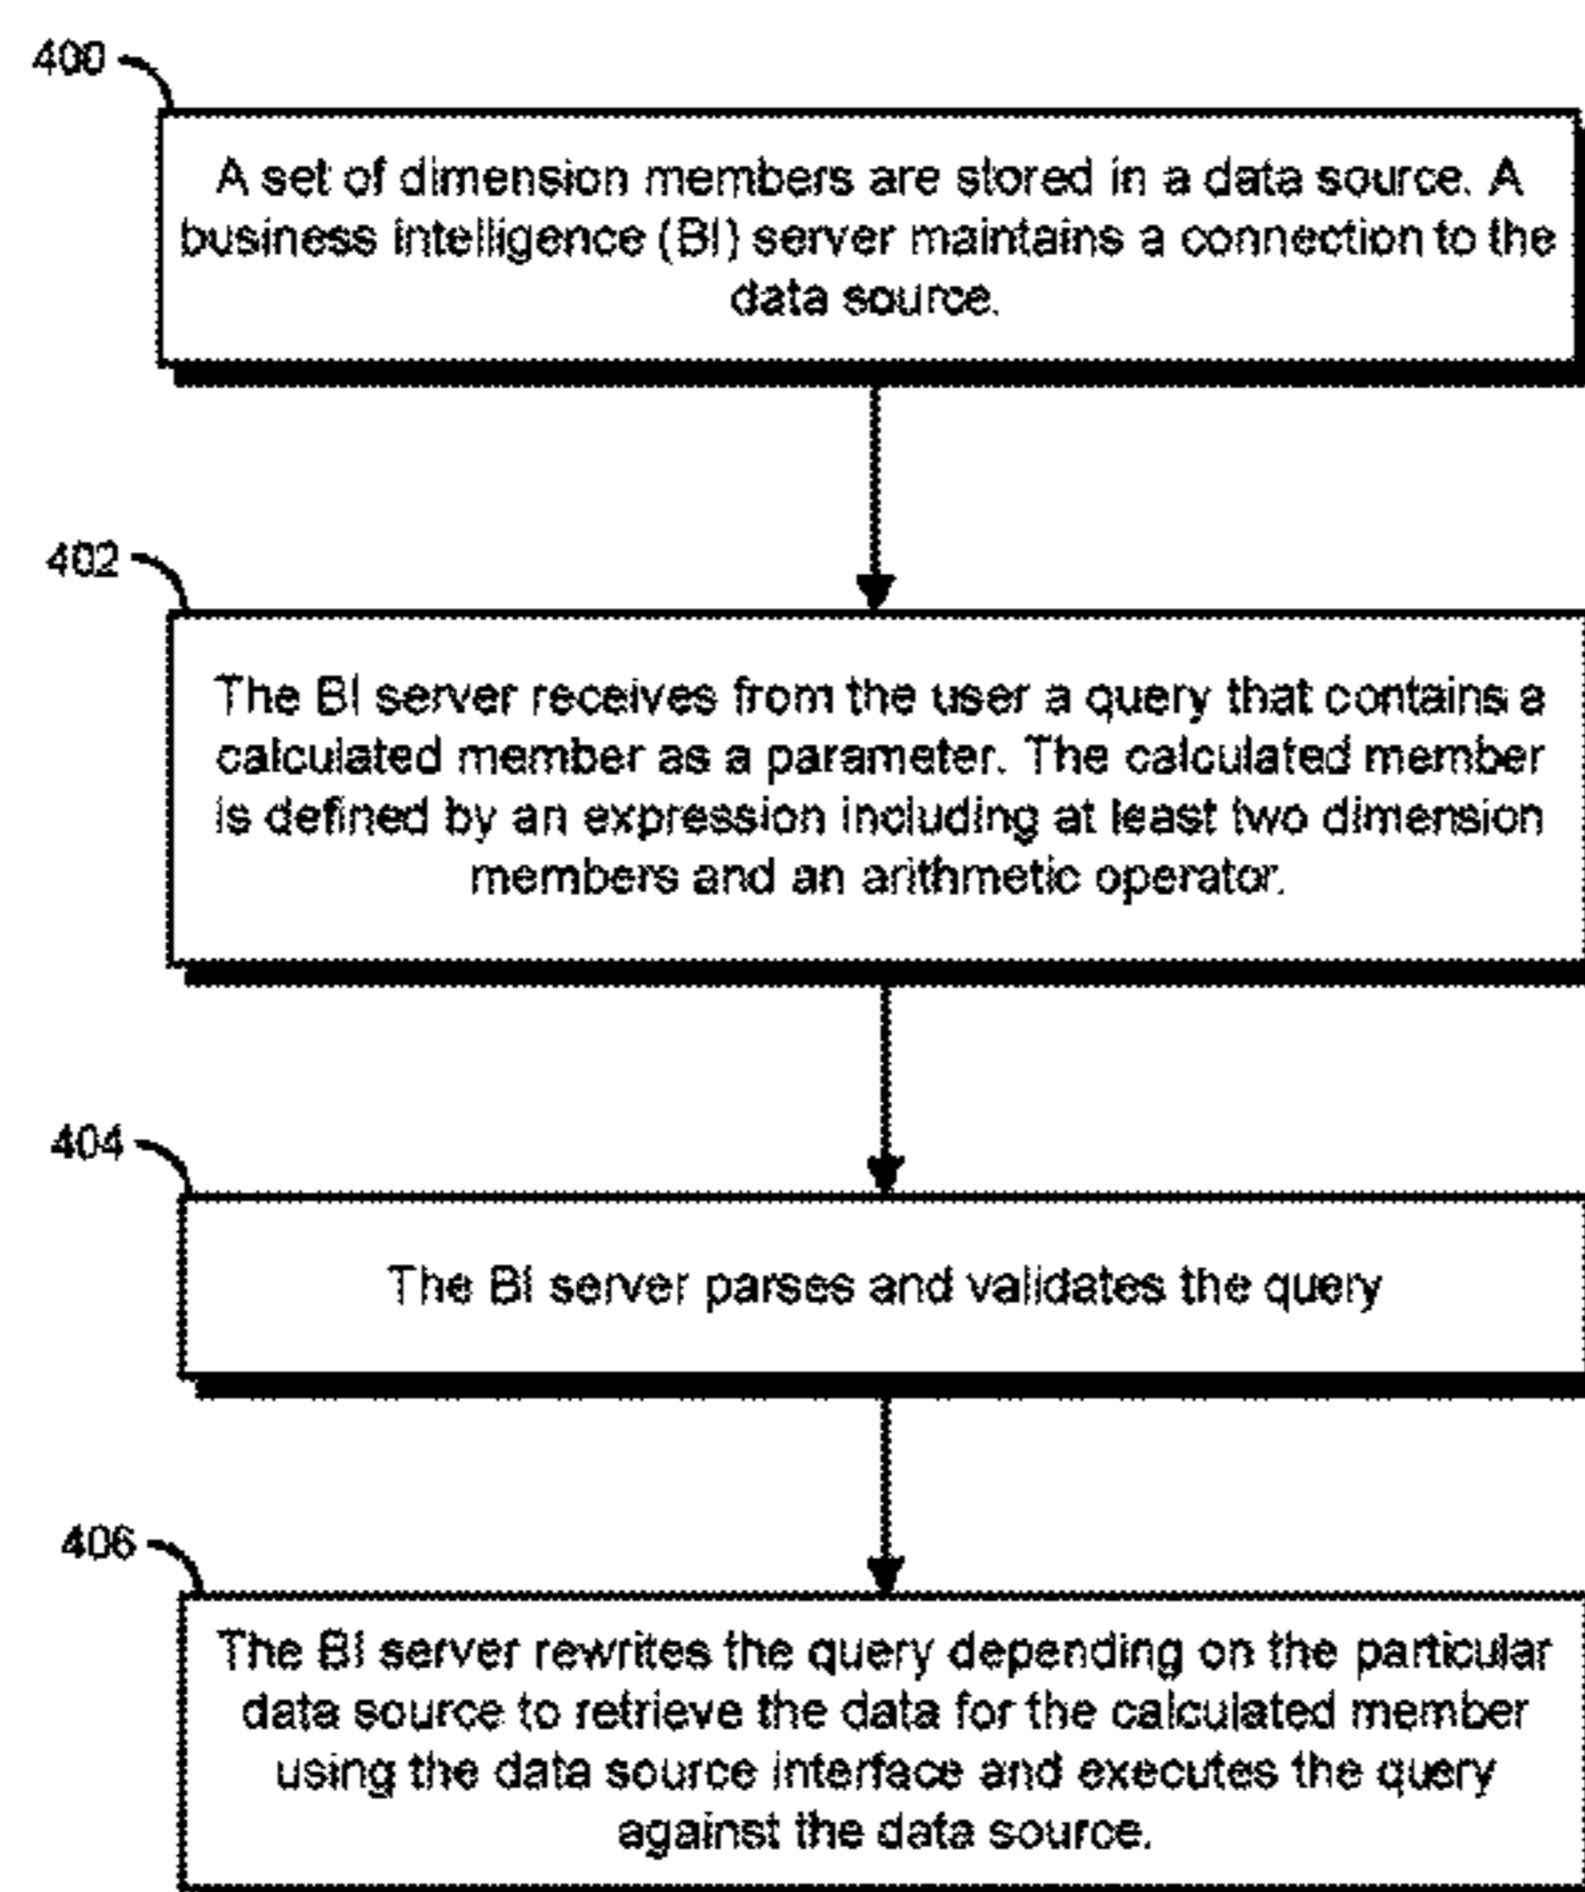 400
A set of dimension members are stored in a data source. A
business intelligence (BI) server maintains a connection to the
data source.
402
The BI server receives from the user a query that contains a
calculated member as a parameter. The calculated member
is defined by an expression including at least two dimension
members and an arithmetic operator.
404
The BI server parses and validates the query
406
The BI server rewrites the query depending on the particular
data source to retrieve the data for the calculated member
using the data source interface and executes the query
against the data source.